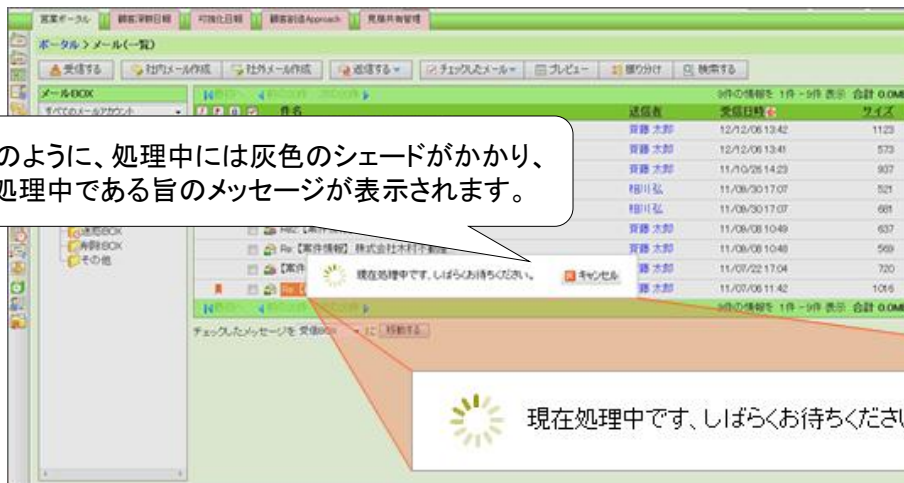 営業ポータル 顧客深耕日報 可視化日報 顧客創造Approach 見込共有管理
ポータル > メール(一覧)
受信する 社内メール作成 社外メール作成 返信する チェックしたメール プレビュー 振り分け 検索する
メールBOX
9件の情報を 1件 - 9件 表示 合計 0.0M
すべてのメールアカウント
件名 送信者 受信日時 サイズ
のように、処理中には灰色のシェードがかかり、
処理中である旨のメッセージが表示されます。
齊藤 太郎 12/12/06 13:42 1123
齊藤 太郎 12/12/06 13:41 573
齊藤 太郎 11/10/26 14:23 907
相川 弘 11/08/30 17:07 521
相川 弘 11/08/30 17:07 681
齊藤 太郎 11/08/08 10:49 637
削除BOX Re:【案件情報】 株式会社木村不動産 齊藤 太郎 11/08/08 10:48 569
その他 【案件 藤 太郎 11/07/22 17:04 720
現在処理中です、しばらくお待ちください。 キャンセル
Re:【 藤 太郎 11/07/08 11:42 1016
9件の情報を 1件 - 9件 表示 合計 0.0M
チェックしたメッセージを 受信BOX に 移動する
現在処理中です、しばらくお待ちくださ